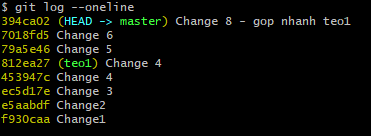 $ git log --oneline
394ca02 (HEAD -> master) Change 8 - gop nhanh teo1
7018fd5 Change 6
79a5e46 Change 5
812ea27 (teo1) Change 4
453947c Change 4
ec5d17e Change 3
e5aabdf Change2
f930caa Change1